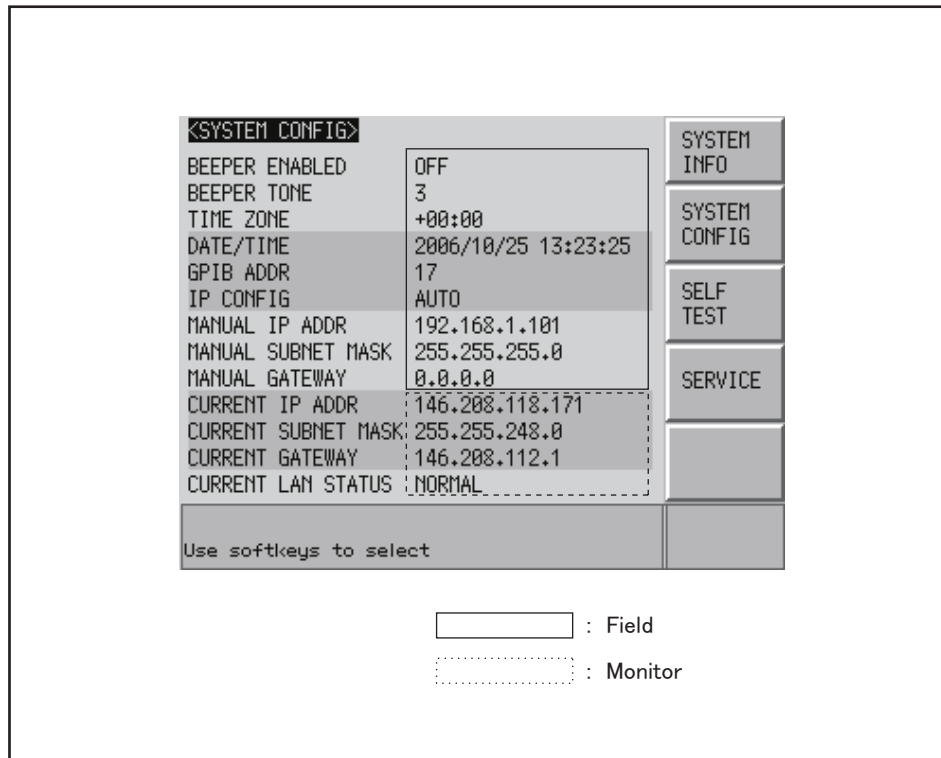 <SYSTEM CONFIG>
BEEPER ENABLED OFF
BEEPER TONE 3
TIME ZONE +00:00
DATE/TIME 2006/10/25 13:23:25
GPIB ADDR 17
IP CONFIG AUTO
MANUAL IP ADDR 192.168.1.101
MANUAL SUBNET MASK 255.255.255.0
MANUAL GATEWAY 0.0.0.0
CURRENT IP ADDR 146.208.118.171
CURRENT SUBNET MASK 255.255.248.0
CURRENT GATEWAY 146.208.112.1
CURRENT LAN STATUS NORMAL
Use softkeys to select
SYSTEM
INFO
SYSTEM
CONFIG
SELF
TEST
SERVICE
: Field
: Monitor